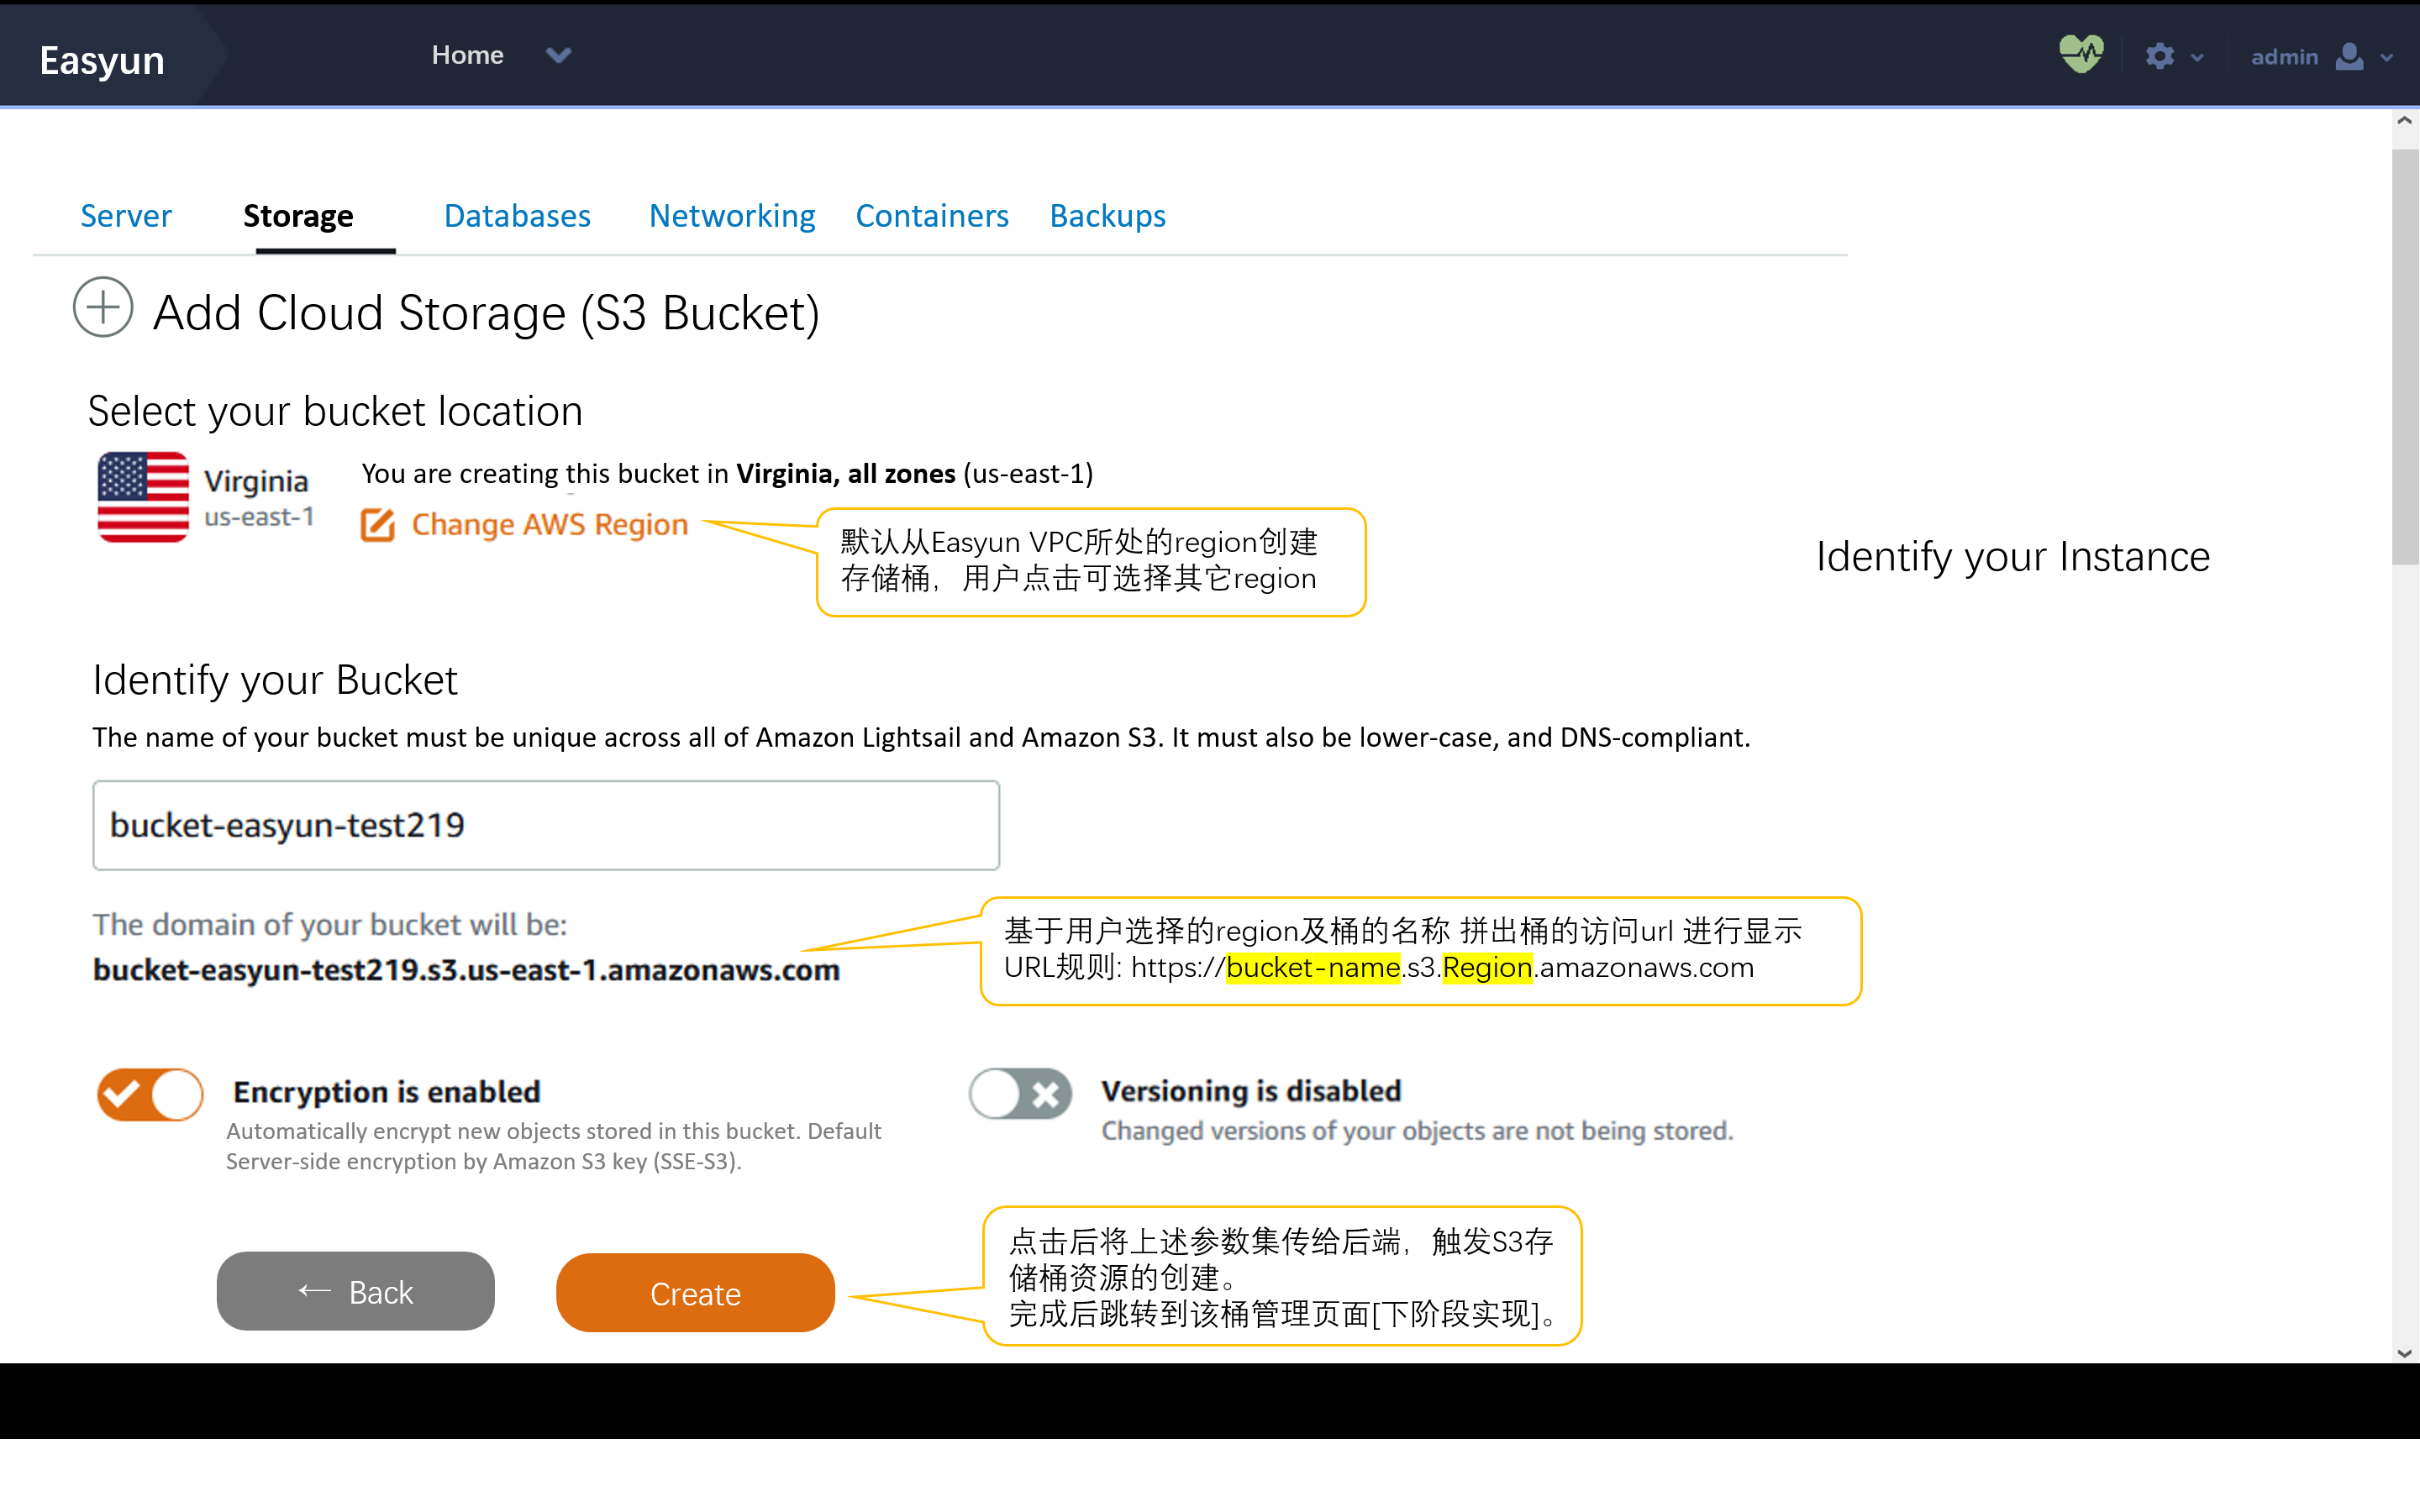 Easyun
Home
admin
Server Storage Databases Networking Containers Backups
Add Cloud Storage (S3 Bucket)
Select your bucket location
Virginia
us-east-1
You are creating this bucket in Virginia, all zones (us-east-1)
Change AWS Region
默认从Easyun VPC所处的region创建
存储桶，用户点击可选择其它region
Identify your Instance
Identify your Bucket
The name of your bucket must be unique across all of Amazon Lightsail and Amazon S3. It must also be lower-case, and DNS-compliant.
bucket-easyun-test219
The domain of your bucket will be:
bucket-easyun-test219.s3.us-east-1.amazonaws.com
基于用户选择的region及桶的名称 拼出桶的访问url 进行显示
URL规则: https://bucket-name.s3.Region.amazonaws.com
Encryption is enabled
Automatically encrypt new objects stored in this bucket. Default
Server-side encryption by Amazon S3 key (SSE-S3).
Versioning is disabled
Changed versions of your objects are not being stored.
← Back
Create
点击后将上述参数集传给后端，触发S3存
储桶资源的创建。
完成后跳转到该桶管理页面[下阶段实现]。